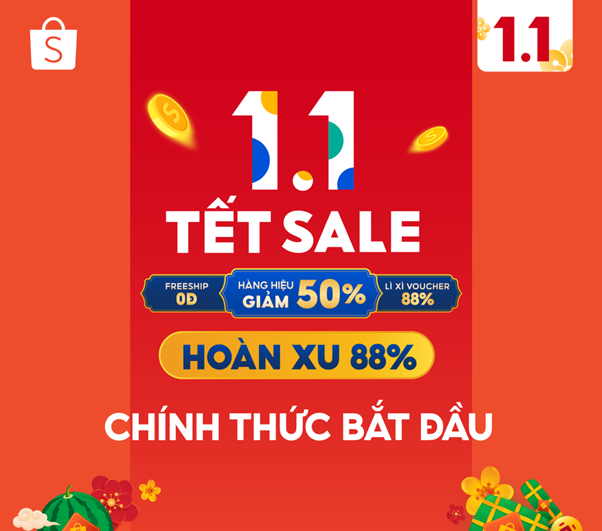 S
1.1
1.1
TẾT SALE
FREESHIP
0Đ
HÀNG HIỆU
GIẢM 50%
LÌ XÌ VOUCHER
88%
HOÀN XU 88%
CHÍNH THỨC BẮT ĐẦU